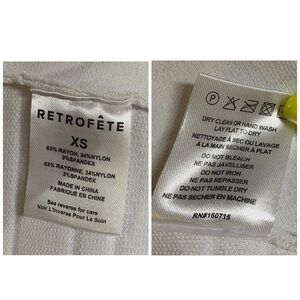 RETROFÊTE
XS
63% RAYON, 34%NYLON
3%SPANDEX
63% RAYONNE, 34%NYLON
3%SPANDEX
MADE IN CHINA
FABRIQUÉ EN CHINE
See reverse for care
Voir L'Inverse Pour Le Soin
P
DRY CLEAN OR HAND WASH
LAY FLAT TO DRY
NETTOYAGE À SEC OU LAVAGE
À LA MAIN SÉCHER À PLAT
DO NOT BLEACH
NE PAS JAVELLISER
DO NOT IRON
NE PAS REPASSER
DO NOT TUMBLE DRY
NE PAS SÉCHER
RN#160715